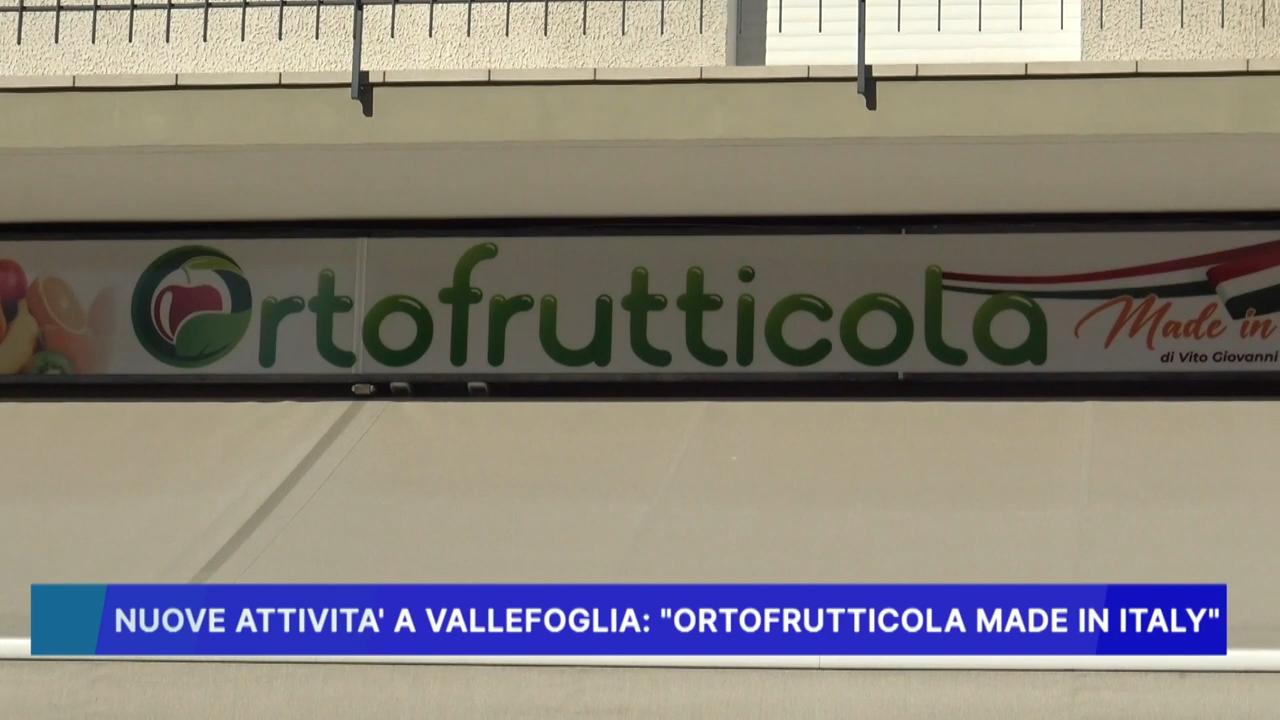 Ortofrutticola
Made in
di Vito Giovanni
NUOVE ATTIVITA' A VALLEFOGLIA: "ORTOFRUTTICOLA MADE IN ITALY"